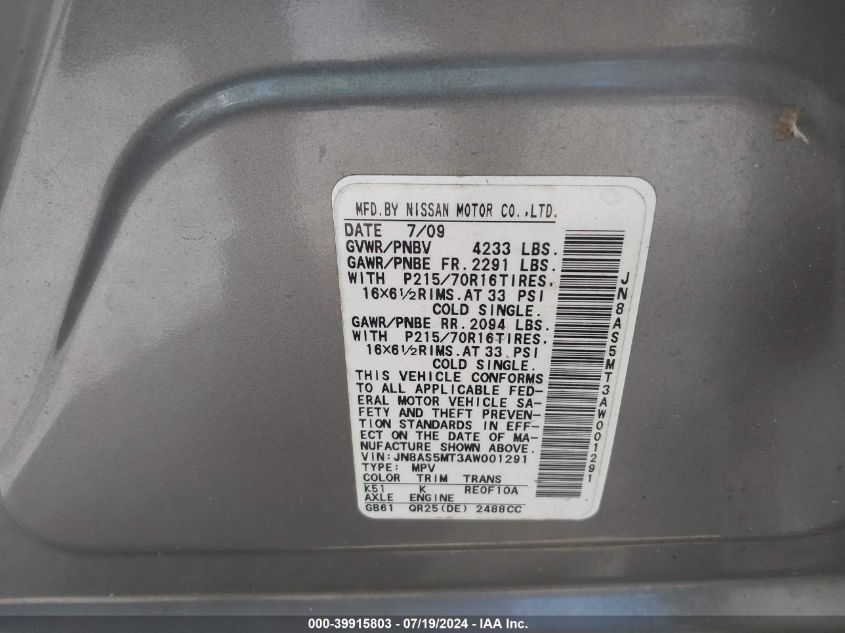 MFD.BY NISSAN MOTOR CO.,LTD.
DATE 7/09
GVWR/PNBV 4233 LBS.
GAWR/PNBE FR. 2291 LBS.
WITH P215/70R16TIRES,
16X6½RIMS.AT 33 PSI
COLD SINGLE.
GAWR/PNBE RR. 2094 LBS.
WITH P215/70R16TIRES,
16X6½RIMS.AT 33 PSI
COLD SINGLE.
THIS VEHICLE CONFORMS
TO ALL APPLICABLE FED-
ERAL MOTOR VEHICLE SA-
FETY AND THEFT PREVEN-
TION STANDARDS IN EFF-
ECT ON THE DATE OF MA-
NUFACTURE SHOWN ABOVE.
VIN: JN8AS5MT3AW001291
TYPE: MPV
COLOR TRIM TRANS
K51 K RE0F10A
AXLE ENGINE
GB61 QR25(DE) 2488CC
JN8AS5MT3AW001291
000-39915803 - 07/19/2024 - IAA Inc.